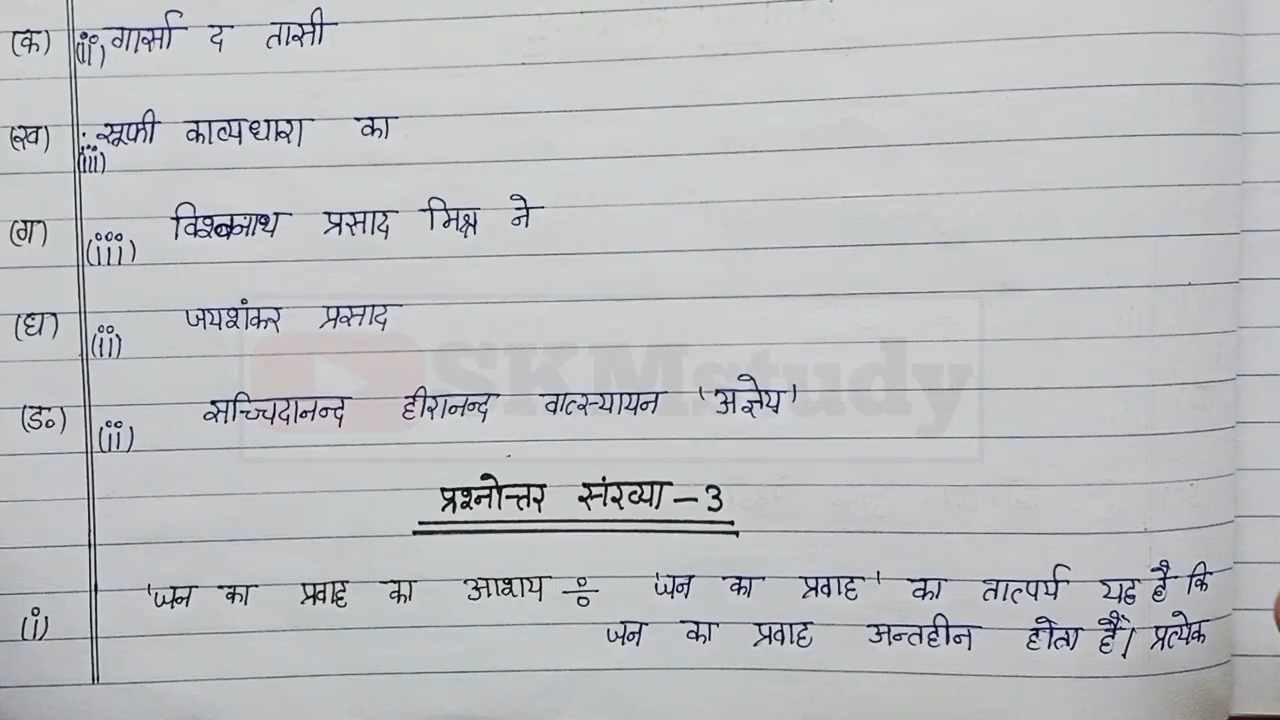 (क) (ii) गार्सा द तासी
(ख) (iii) सूफी काव्यधारा का
(ग) (iii) विश्वनाथ प्रसाद मिश्र ने
(घ) (ii) जयशंकर प्रसाद
SKMstudy
(ङ) (ii) सच्चिदानन्द हीरानन्द वात्स्यायन 'अज्ञेय'
प्रश्नोत्तर संख्या - 3
(i) 'जन का प्रवाह का आशय ÷ 'जन का प्रवाह' का तात्पर्य यह है कि
जन का प्रवाह अन्तहीन होता हैं। प्रत्येक